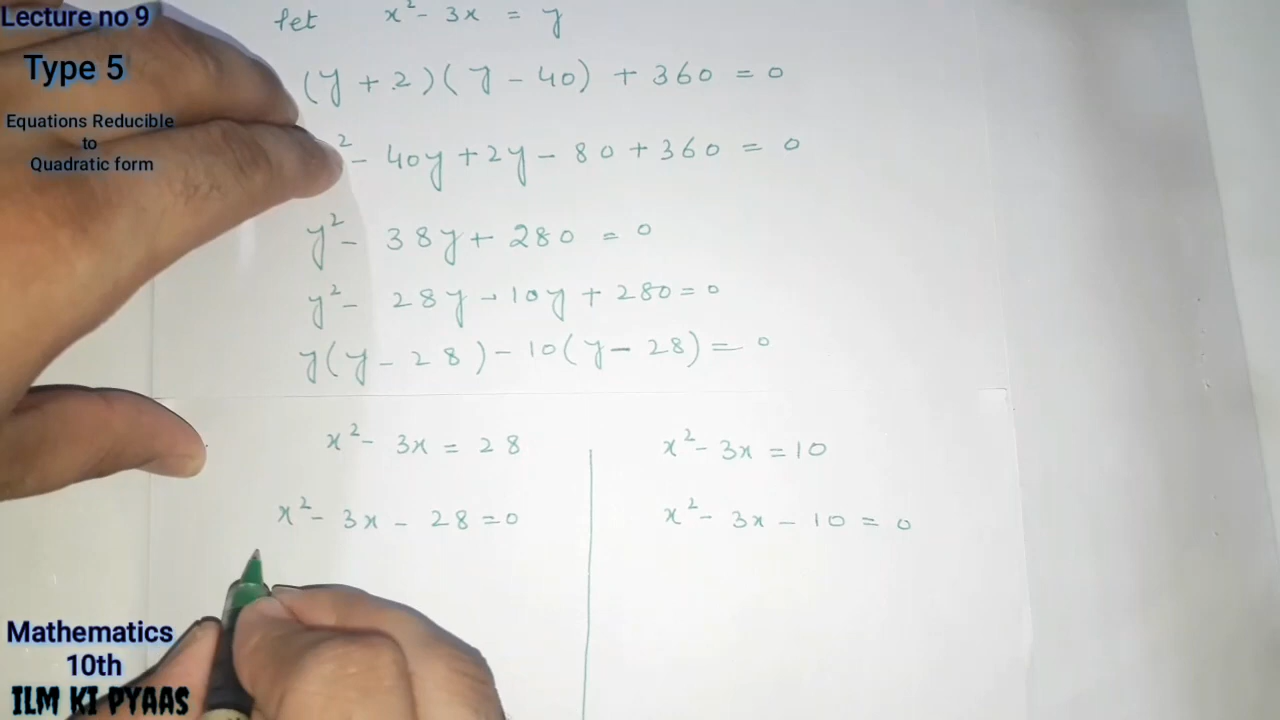 Lecture no 9
Type 5
Equations Reducible
to
Quadratic form
let x² - 3x = y
(y + 2)(y - 40) + 360 = 0
² - 40y + 2y - 80 + 360 = 0
y² - 38y + 280 = 0
y² - 28y - 10y + 280 = 0
y(y - 28) - 10(y - 28) = 0
x² - 3x = 28
x² - 3x - 28 = 0
x² - 3x = 10
x² - 3x - 10 = 0
Mathematics
10th
ILM KI PYAAS